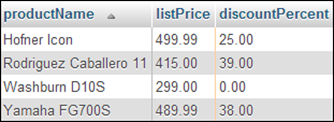 productName listPrice discountPercent
Hofner Icon 499.99 25.00
Rodriguez Caballero 11 415.00 39.00
Washburn D10S 299.00 0.00
Yamaha FG700S 489.99 38.00